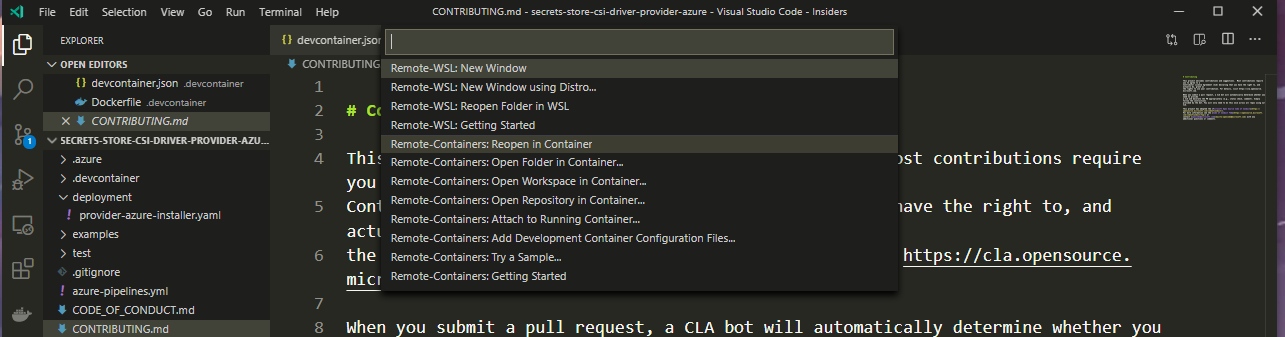 File Edit Selection View Go Run Terminal Help CONTRIBUTING.md - secrets-store-csi-driver-provider-azure - Visual Studio Code - Insiders
EXPLORER
OPEN EDITORS
devcontainer.json .devcontainer
Dockerfile .devcontainer
CONTRIBUTING.md
SECRETS-STORE-CSI-DRIVER-PROVIDER-AZU...
.azure
.devcontainer
deployment
provider-azure-installer.yaml
examples
test
.gitignore
azure-pipelines.yml
CODE_OF_CONDUCT.md
CONTRIBUTING.md
1
devcontainer.json
CONTRIBUTING
Remote-WSL: New Window
Remote-WSL: New Window using Distro...
Remote-WSL: Reopen Folder in WSL
Remote-WSL: Getting Started
Remote-Containers: Reopen in Container
Remote-Containers: Open Folder in Container...
Remote-Containers: Open Workspace in Container...
Remote-Containers: Open Repository in Container...
Remote-Containers: Attach to Running Container...
Remote-Containers: Add Development Container Configuration Files...
Remote-Containers: Try a Sample...
Remote-Containers: Getting Started
1
2 # Co
3
4 This ost contributions require
you
5 Cont have the right to, and
actu
6 the https://cla.opensource.
micr
7
8 When you submit a pull request, a CLA bot will automatically determine whether you